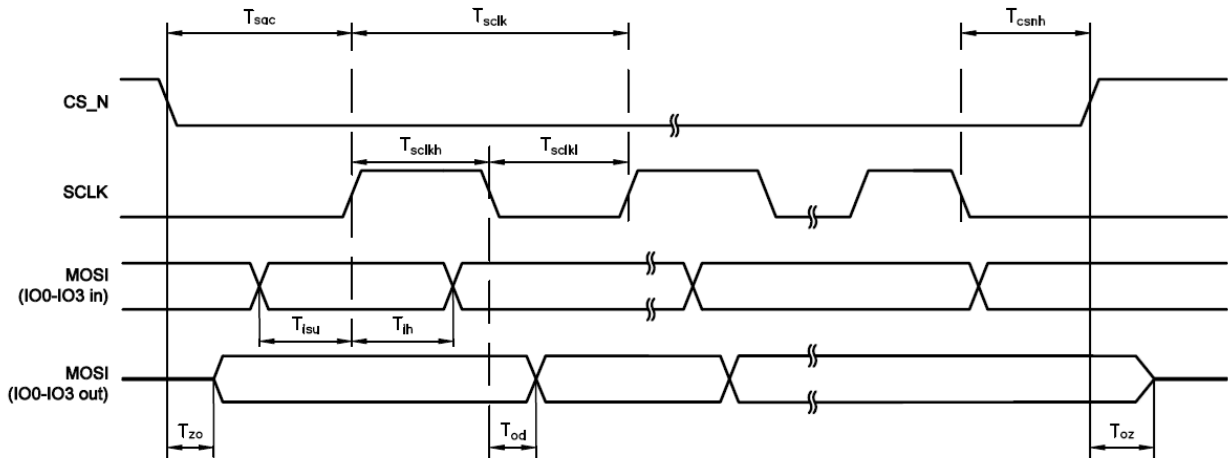 Tsac Tsclk Tcsnh
CS_N
Tsclkh Tsclkl
SCLK
MOSI
(IO0-IO3 in)
Tisu Tih
MOSI
(IO0-IO3 out)
Tzo Tod Toz